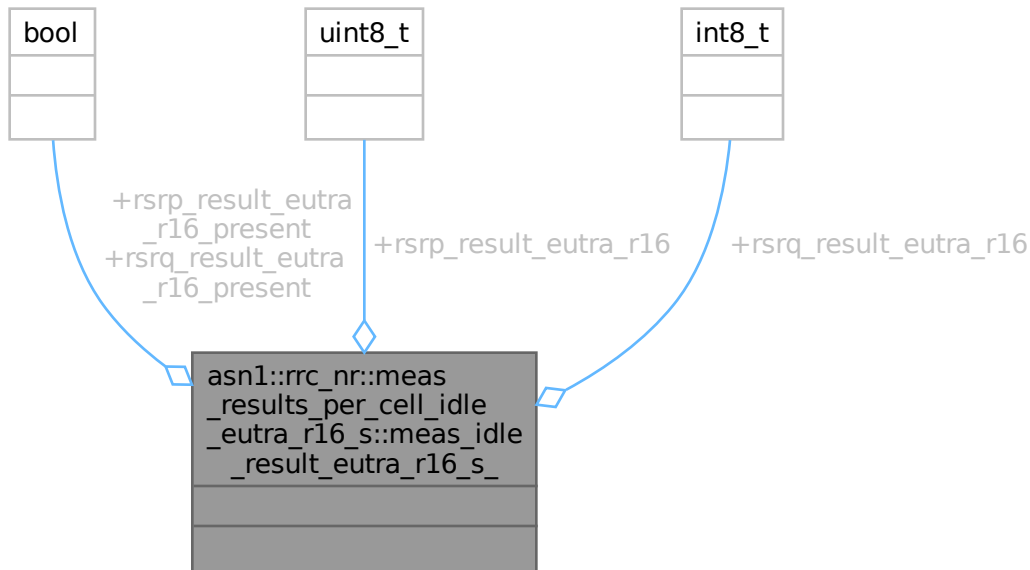 bool
uint8_t
int8_t
+rsrp_result_eutra
_r16_present
+rsrq_result_eutra
_r16_present
+rsrp_result_eutra_r16
+rsrq_result_eutra_r16
asn1::rrc_nr::meas
_results_per_cell_idle
_eutra_r16_s::meas_idle
_result_eutra_r16_s_